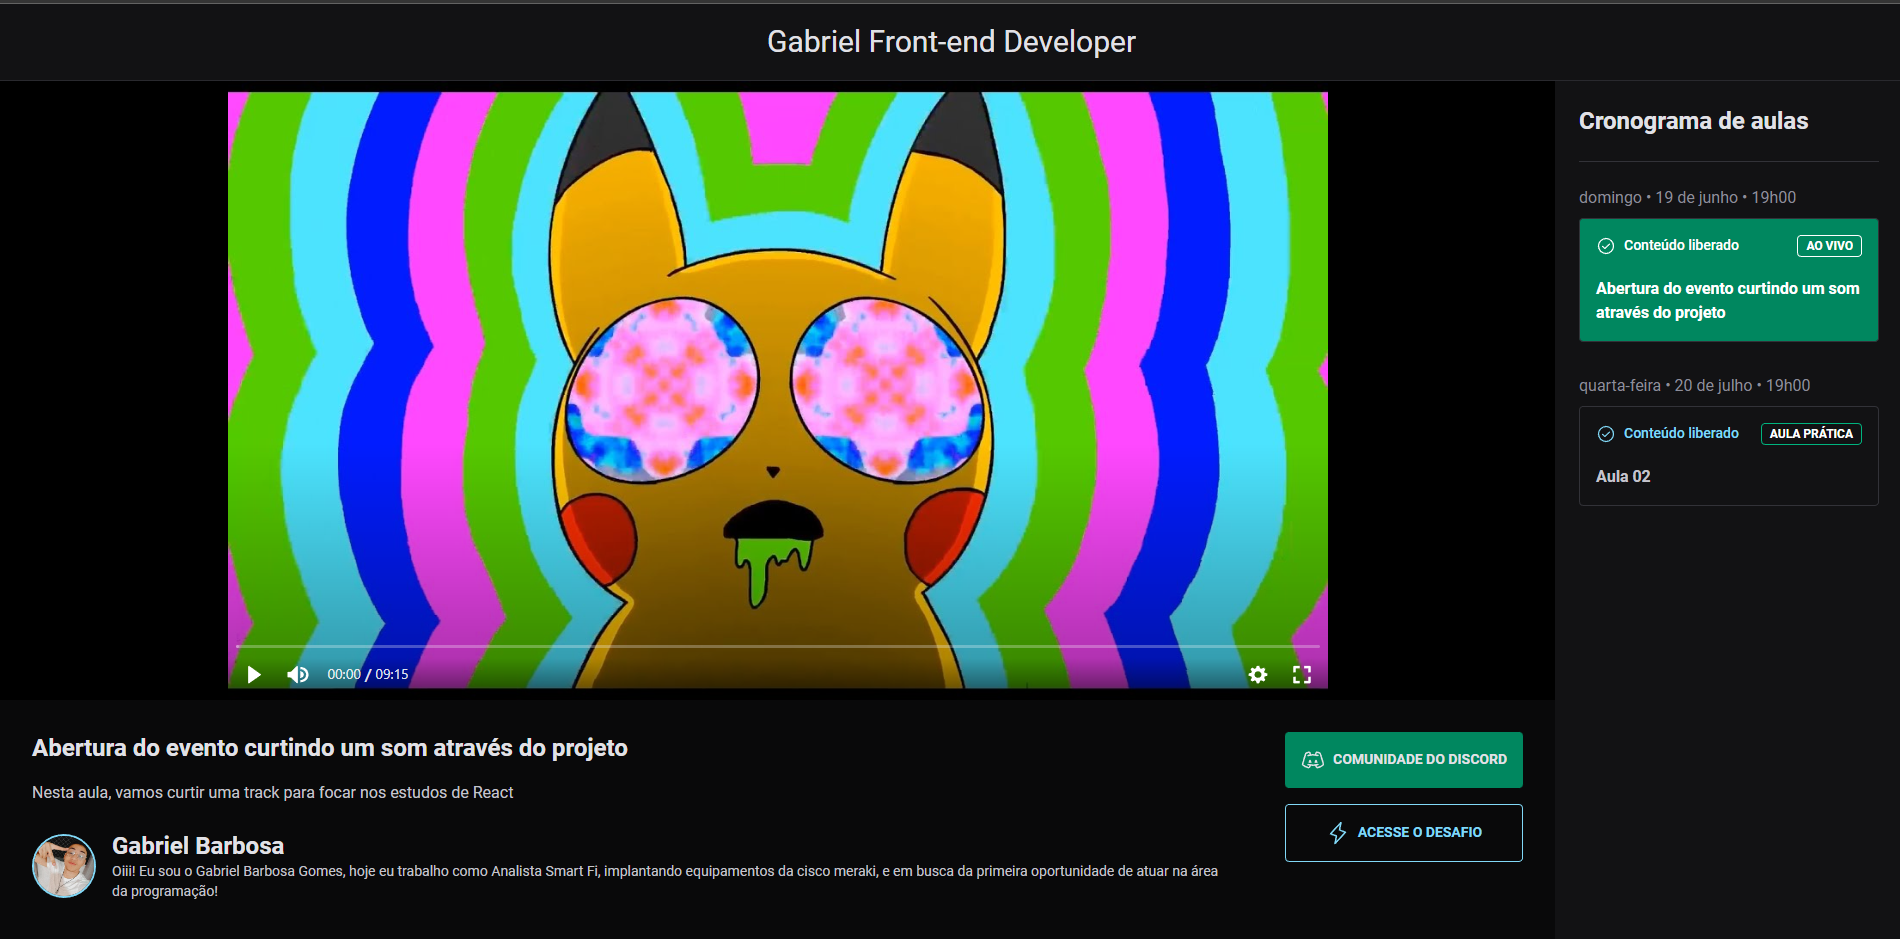 Gabriel Front-end Developer
00:00 / 09:15
Abertura do evento curtindo um som através do projeto
Nesta aula, vamos curtir uma track para focar nos estudos de React
Gabriel Barbosa
Oiii! Eu sou o Gabriel Barbosa Gomes, hoje eu trabalho como Analista Smart Fi, implantando equipamentos da cisco meraki, e em busca da primeira oportunidade de atuar na área
da programação!
COMUNIDADE DO DISCORD
ACESSE O DESAFIO
Cronograma de aulas
domingo • 19 de junho • 19h00
Conteúdo liberado AO VIVO
Abertura do evento curtindo um som
através do projeto
quarta-feira • 20 de julho • 19h00
Conteúdo liberado AULA PRÁTICA
Aula 02